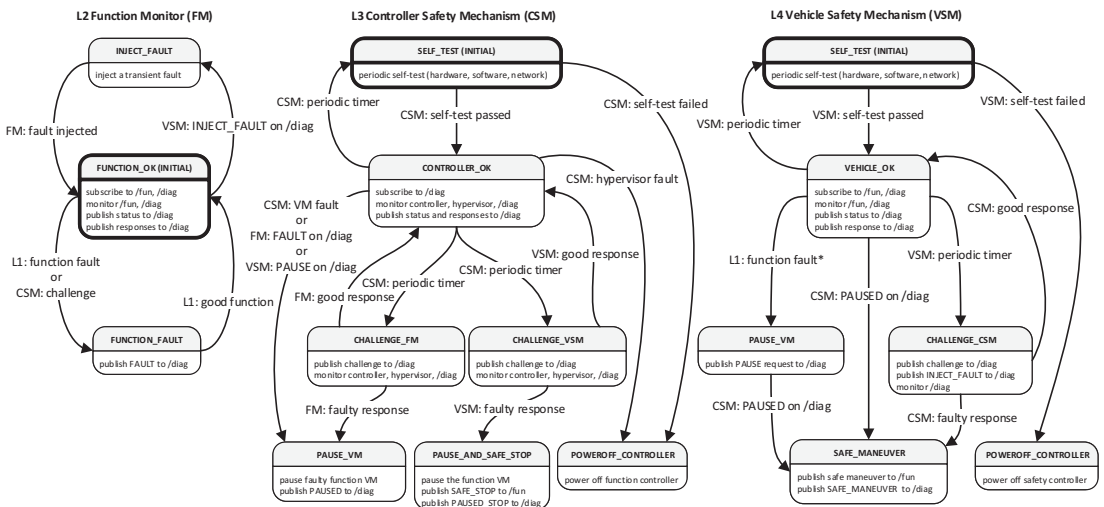 L2 Function Monitor (FM)
INJECT_FAULT
inject a transient fault
FM: fault injected
VSM: INJECT_FAULT on /diag
FUNCTION_OK (INITIAL)
subscribe to /fun, /diag
monitor /fun, /diag
publish status to /diag
publish responses to /diag
L1: function fault
or
CSM: challenge
L1: good function
FUNCTION_FAULT
publish FAULT to /diag
L3 Controller Safety Mechanism (CSM)
SELF_TEST (INITIAL)
periodic self-test (hardware, software, network)
CSM: periodic timer
CSM: self-test passed
CSM: self-test failed
CONTROLLER_OK
subscribe to /diag
monitor controller, hypervisor, /diag
publish status and responses to /diag
CSM: hypervisor fault
CSM: VM fault
or
FM: FAULT on /diag
or
VSM: PAUSE on /diag
VSM: good response
CSM: periodic timer
CSM: periodic timer
FM: good response
CHALLENGE_FM
publish challenge to /diag
monitor controller, hypervisor, /diag
CHALLENGE_VSM
publish challenge to /diag
monitor controller, hypervisor, /diag
FM: faulty response
VSM: faulty response
PAUSE_VM
pause faulty function VM
publish PAUSED to /diag
PAUSE_AND_SAFE_STOP
pause the function VM
publish SAFE_STOP to /fun
publish PAUSED_STOP to /diag
POWEROFF_CONTROLLER
power off function controller
L4 Vehicle Safety Mechanism (VSM)
SELF_TEST (INITIAL)
periodic self-test (hardware, software, network)
VSM: periodic timer
VSM: self-test passed
VSM: self-test failed
VEHICLE_OK
subscribe to /fun, /diag
monitor /fun, /diag
publish status to /diag
publish response to /diag
CSM: good response
L1: function fault*
VSM: periodic timer
CSM: PAUSED on /diag
PAUSE_VM
publish PAUSE request to /diag
CHALLENGE_CSM
publish challenge to /diag
publish INJECT_FAULT to /diag
monitor /diag
CSM: PAUSED on /diag
CSM: faulty response
SAFE_MANEUVER
publish safe maneuver to /fun
publish SAFE_MANEUVER to /diag
POWEROFF_CONTROLLER
power off safety controller